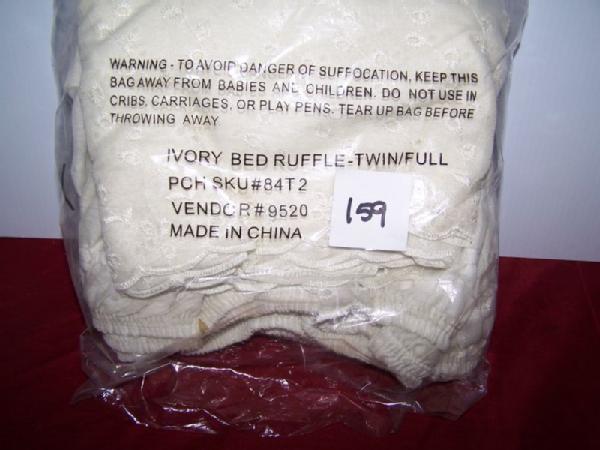 WARNING - TO AVOID DANGER OF SUFFOCATION, KEEP THIS
BAG AWAY FROM BABIES AND CHILDREN. DO NOT USE IN
CRIBS, CARRIAGES, OR PLAY PENS. TEAR UP BAG BEFORE
THROWING AWAY
IVORY BED RUFFLE-TWIN/FULL
PCH SKU#84T2
VENDOR#9520
MADE IN CHINA
159